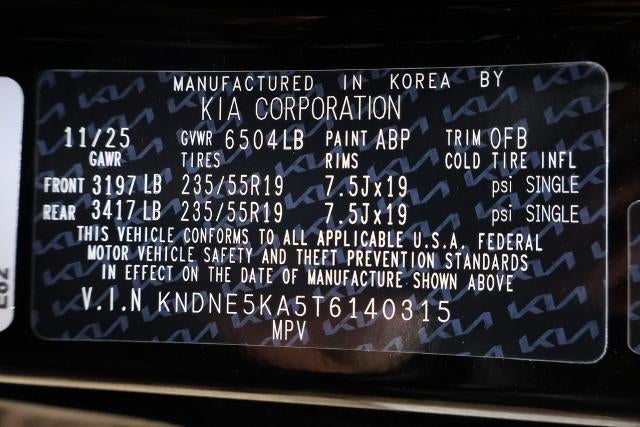 MANUFACTURED IN KOREA BY
KIA CORPORATION
11/25 GVWR 6504LB PAINT ABP TRIM OFB
GAWR TIRES RIMS COLD TIRE INFL
FRONT 3197 LB 235/55R19 7.5Jx19 psi SINGLE
REAR 3417 LB 235/55R19 7.5Jx19 psi SINGLE
THIS VEHICLE CONFORMS TO ALL APPLICABLE U.S.A. FEDERAL
MOTOR VEHICLE SAFETY AND THEFT PREVENTION STANDARDS
IN EFFECT ON THE DATE OF MANUFACTURE SHOWN ABOVE
V.I.N KNDNE5KA5T6140315
MPV